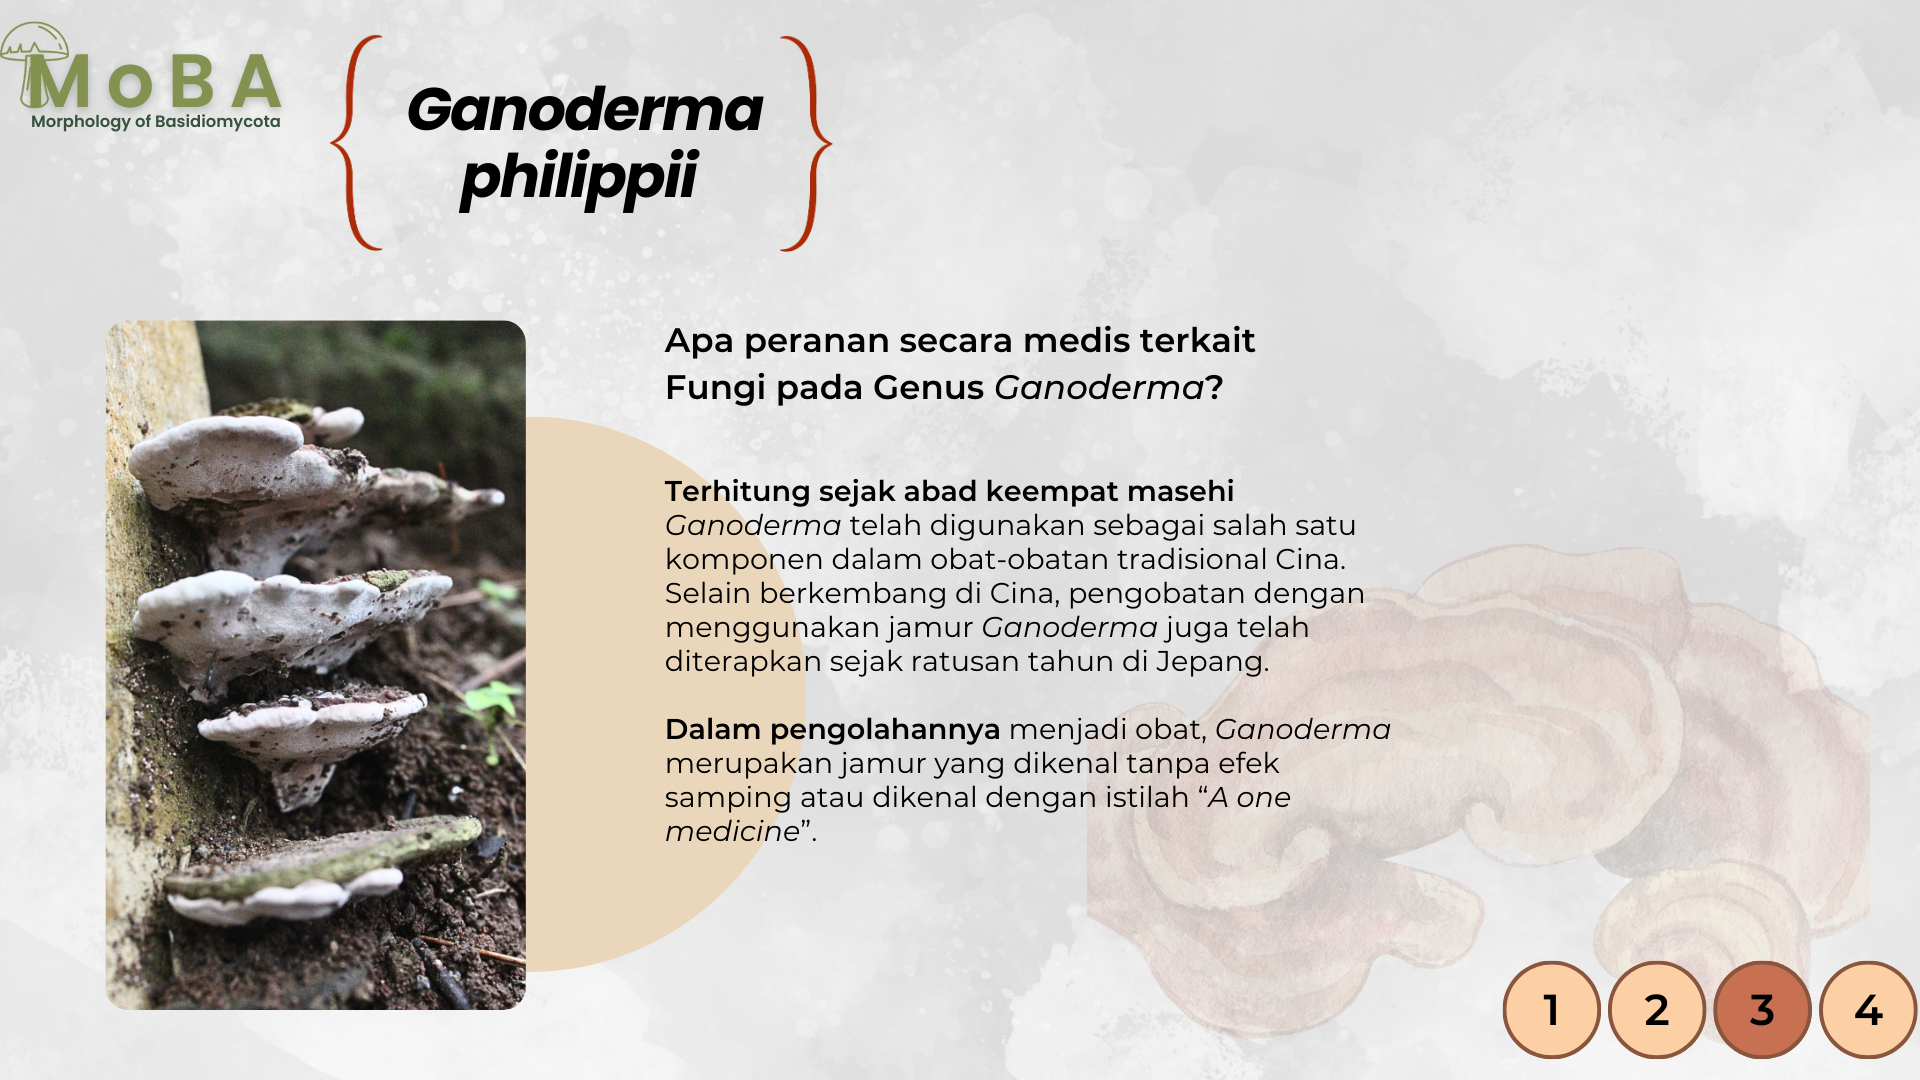 MoBA
Morphology of Basidiomycota
Ganoderma
philippii
Apa peranan secara medis terkait
Fungi pada Genus Ganoderma?
Terhitung sejak abad keempat masehi
Ganoderma telah digunakan sebagai salah satu
komponen dalam obat-obatan tradisional Cina.
Selain berkembang di Cina, pengobatan dengan
menggunakan jamur Ganoderma juga telah
diterapkan sejak ratusan tahun di Jepang.
Dalam pengolahannya menjadi obat, Ganoderma
merupakan jamur yang dikenal tanpa efek
samping atau dikenal dengan istilah “A one
medicine”.
1 2 3 4